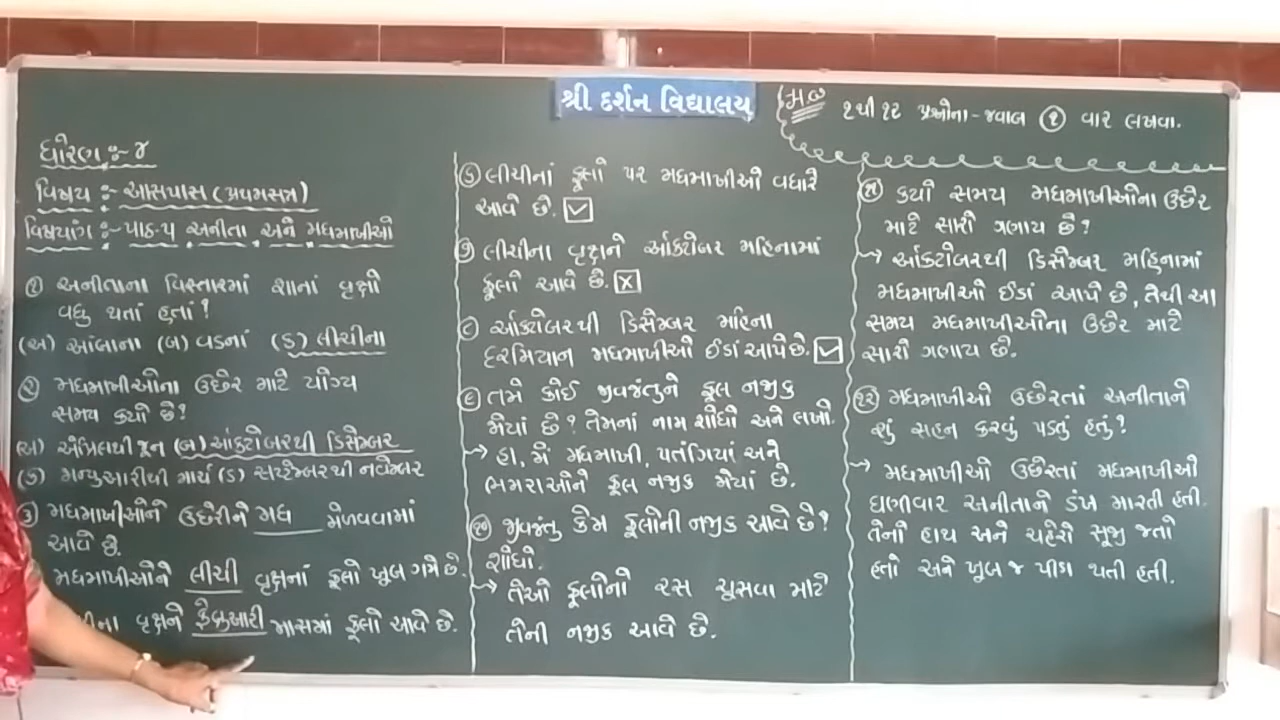 શ્રી દર્શન વિદ્યાલય
૧થી ૧૨ પ્રશ્નોના - જવાબ ૧ વાર લખવા.
ધોરણ :- ૪
વિષય :- આસપાસ (પ્રથમસત્ર)
વિષયાંગ :- પાઠ-૫ અનીતા અને મધમાખીઓ
૧ અનીતાના વિસ્તારમાં શાનાં વૃક્ષો
વધુ થતાં હતાં ?
(અ) આંબાના (બ) વડનાં (ક) લીચીના
૨ મધમાખીઓના ઉછેર માટે યોગ્ય
સમય કયો છે?
(અ) એપ્રિલથી જૂન (બ) ઑક્ટોબરથી ડિસેમ્બર
(ક) જાન્યુઆરીથી માર્ચ (ડ) સપ્ટેમ્બરથી નવેમ્બર
૩ મધમાખીઓને ઉછેરીને મધ મેળવવામાં
આવે છે.
મધમાખીઓને લીચી વૃક્ષનાં ફૂલો ખૂબ ગમે છે.
વૃક્ષને ફેબ્રુઆરી માસમાં ફૂલો આવે છે.
૬ લીચીનાં ફૂલો પર મધમાખીઓ વધારે
આવે છે. ✓
૭ લીચીના વૃક્ષને ઑક્ટોબર મહિનામાં
ફૂલો આવે છે. X
૮ ઑક્ટોબરથી ડિસેમ્બર મહિના
દરમિયાન મધમાખીઓ ઈંડાં આપે છે. ✓
૯ તમે કોઈ જીવજંતુને ફૂલ નજીક
જોયાં છે ? તેમનાં નામ શોધો અને લખો.
→ હા, મેં મધમાખી, પતંગિયાં અને
ભમરાઓને ફૂલ નજીક જોયાં છે.
૧૦ જીવજંતુ કેમ ફૂલોની નજીક આવે છે?
શોધો.
→ તેઓ ફૂલોનો રસ ચૂસવા માટે
તેની નજીક આવે છે.
૧૧ કયો સમય મધમાખીઓના ઉછેર
માટે સારો ગણાય છે ?
→ ઑક્ટોબરથી ડિસેમ્બર મહિનામાં
મધમાખીઓ ઈંડાં આપે છે, તેથી આ
સમય મધમાખીઓના ઉછેર માટે
સારો ગણાય છે.
૧૨ મધમાખીઓ ઉછેરતાં અનીતાને
શું સહન કરવું પડતું હતું ?
→ મધમાખીઓ ઉછેરતાં મધમાખીઓ
ઘણીવાર અનીતાને ડંખ મારતી હતી.
તેનો હાથ અને ચહેરો સૂજી જતો
હતો અને ખૂબ જ પીડા થતી હતી.